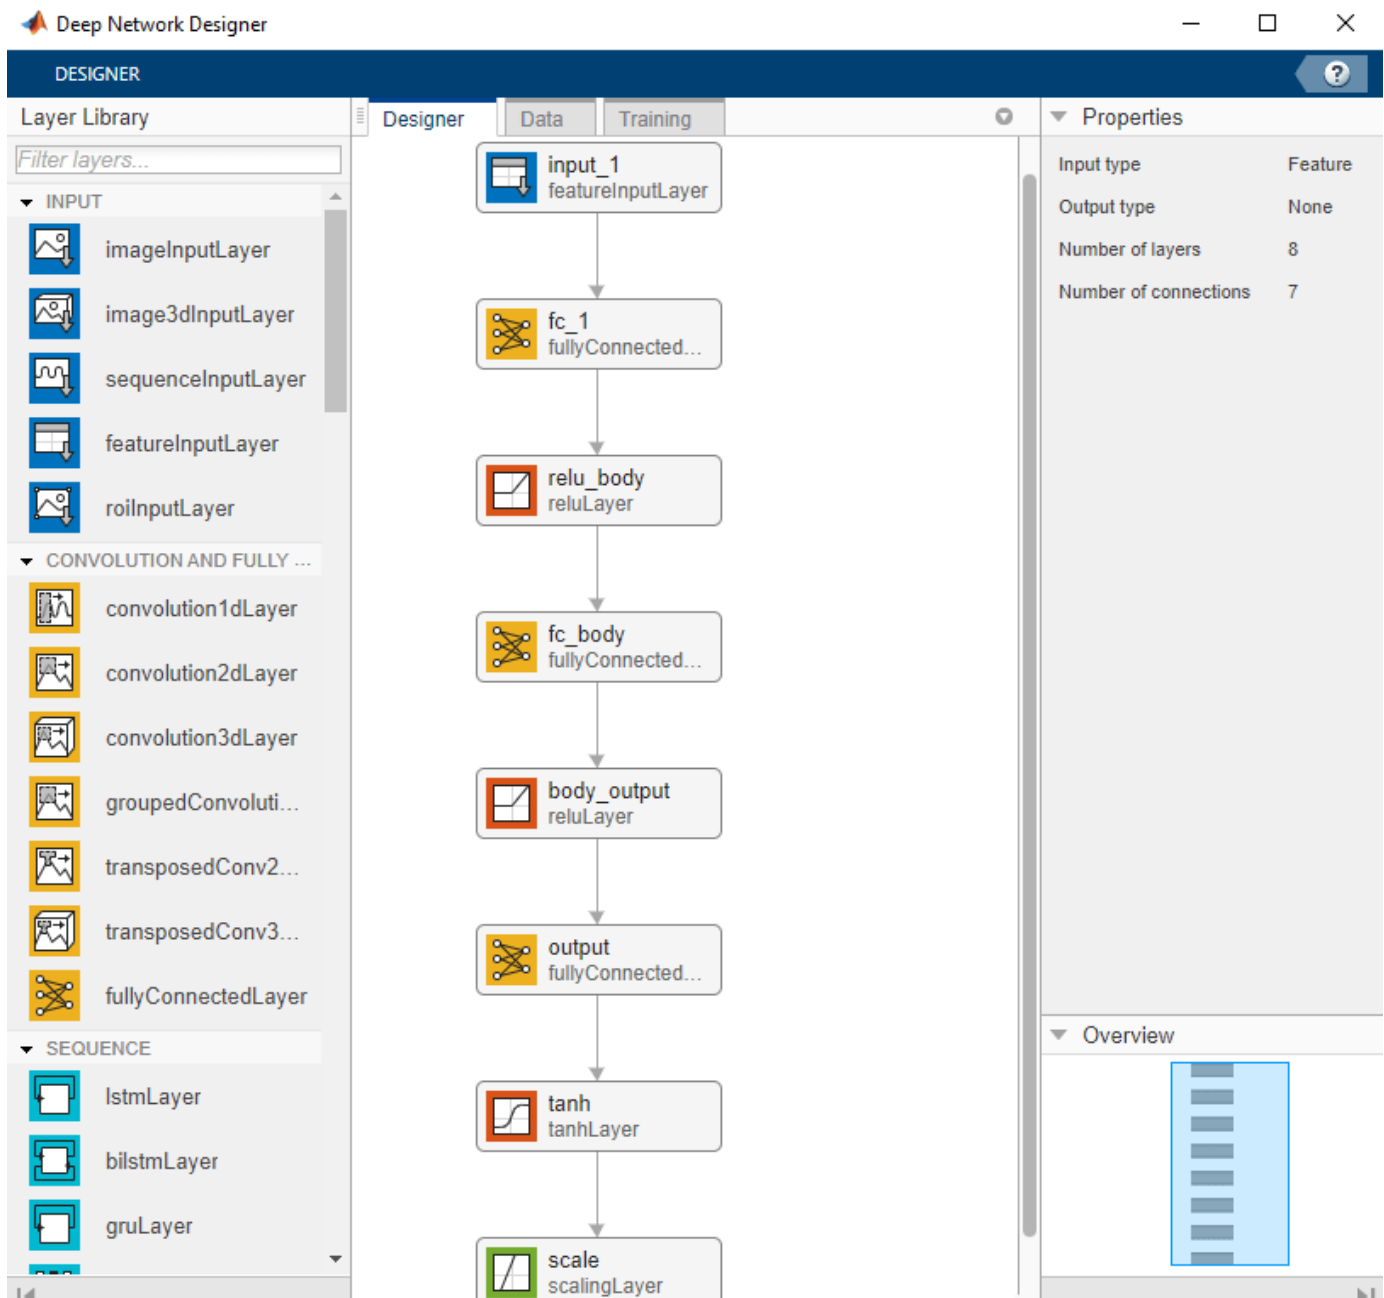 Deep Network Designer
DESIGNER
?
Layer Library
Filter layers...
INPUT
imageInputLayer
image3dInputLayer
sequenceInputLayer
featureInputLayer
roiInputLayer
CONVOLUTION AND FULLY ...
convolution1dLayer
convolution2dLayer
convolution3dLayer
groupedConvoluti...
transposedConv2...
transposedConv3...
fullyConnectedLayer
SEQUENCE
lstmLayer
bilstmLayer
gruLayer
Designer
Data
Training
input_1
featureInputLayer
fc_1
fullyConnected...
relu_body
reluLayer
fc_body
fullyConnected...
body_output
reluLayer
output
fullyConnected...
tanh
tanhLayer
scale
scalingLayer
Properties
Input type Feature
Output type None
Number of layers 8
Number of connections 7
Overview